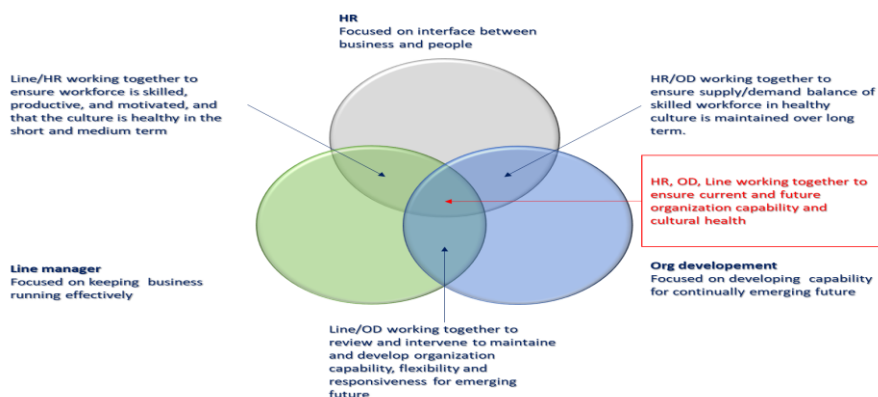 HR
Focused on interface between
business and people
Line/HR working together to
ensure workforce is skilled,
productive, and motivated, and
that the culture is healthy in the
short and medium term
HR/OD working together to
ensure supply/demand balance of
skilled workforce in healthy
culture is maintained over long
term.
HR, OD, Line working together to
ensure current and future
organization capability and
cultural health
Line manager
Focused on keeping business
running effectively
Org developement
Focused on developing capability
for continually emerging future
Line/OD working together to
review and intervene to maintaine
and develop organization
capability, flexibility and
responsiveness for emerging
future